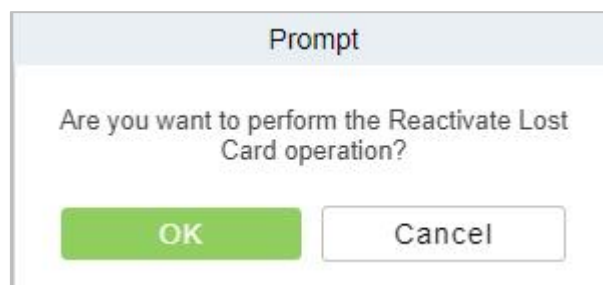 Prompt
Are you want to perform the Reactivate Lost
Card operation?
OK
Cancel